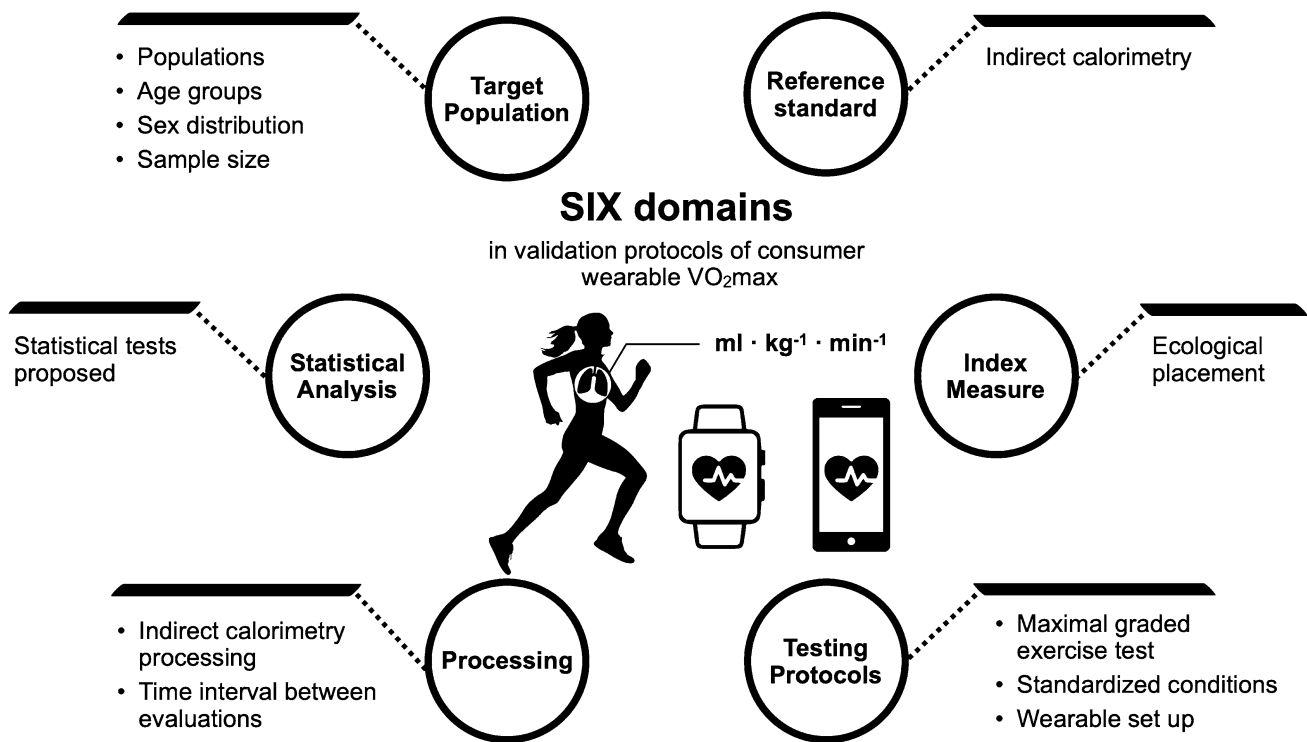 • Populations
• Age groups
• Sex distribution
• Sample size
Target
Population
Reference
standard
Indirect calorimetry
SIX domains
in validation protocols of consumer
wearable VO₂max
Statistical tests
proposed
Statistical
Analysis
ml · kg⁻¹ · min⁻¹
Index
Measure
Ecological
placement
• Indirect calorimetry
processing
• Time interval between
evaluations
Processing
Testing
Protocols
• Maximal graded
exercise test
• Standardized conditions
• Wearable set up